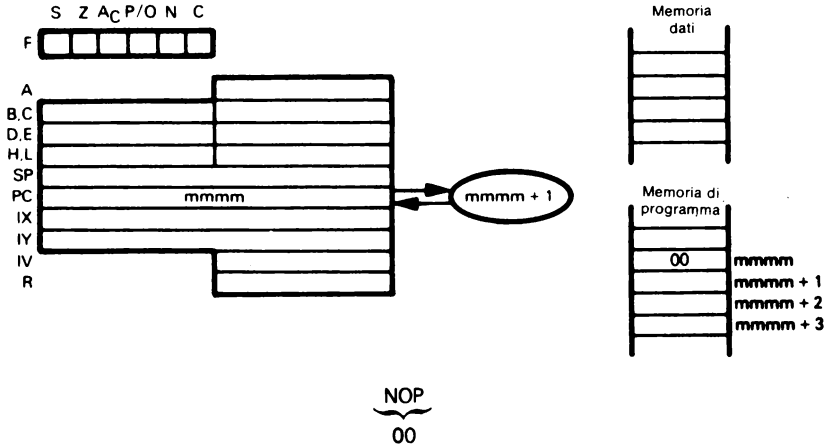 S Z AC P/O N C
F
A
B,C
D,E
H,L
SP
PC mmmm mmmm + 1
IX
IY
IV
R
Memoria
dati
Memoria di
programma
00 mmmm
mmmm + 1
mmmm + 2
mmmm + 3
NOP
00